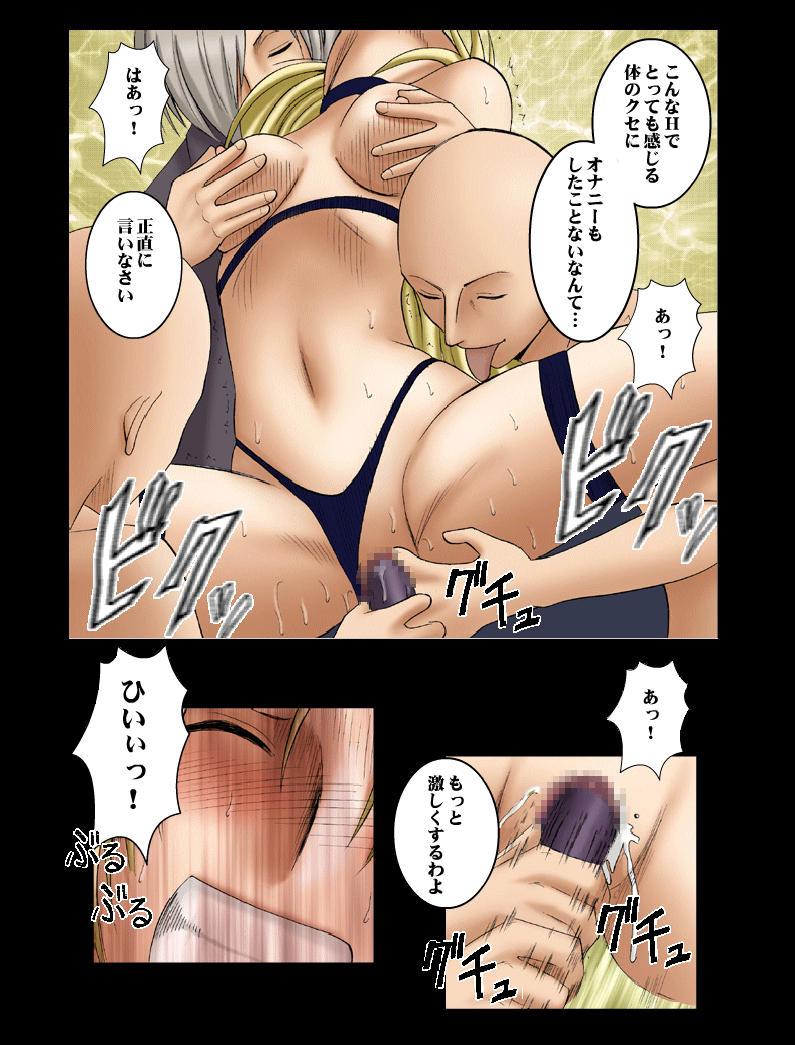 こんなHで
とっても感じる
体のクセに
オナニーも
したことないなんて…
はあっ！
正直に
言いなさい
あっ！
ビクッ
ビクッ
グチュ
あっ！
もっと
激しくするわよ
グチュ
グチュ
ひいいっ！
ぶる
ぶる